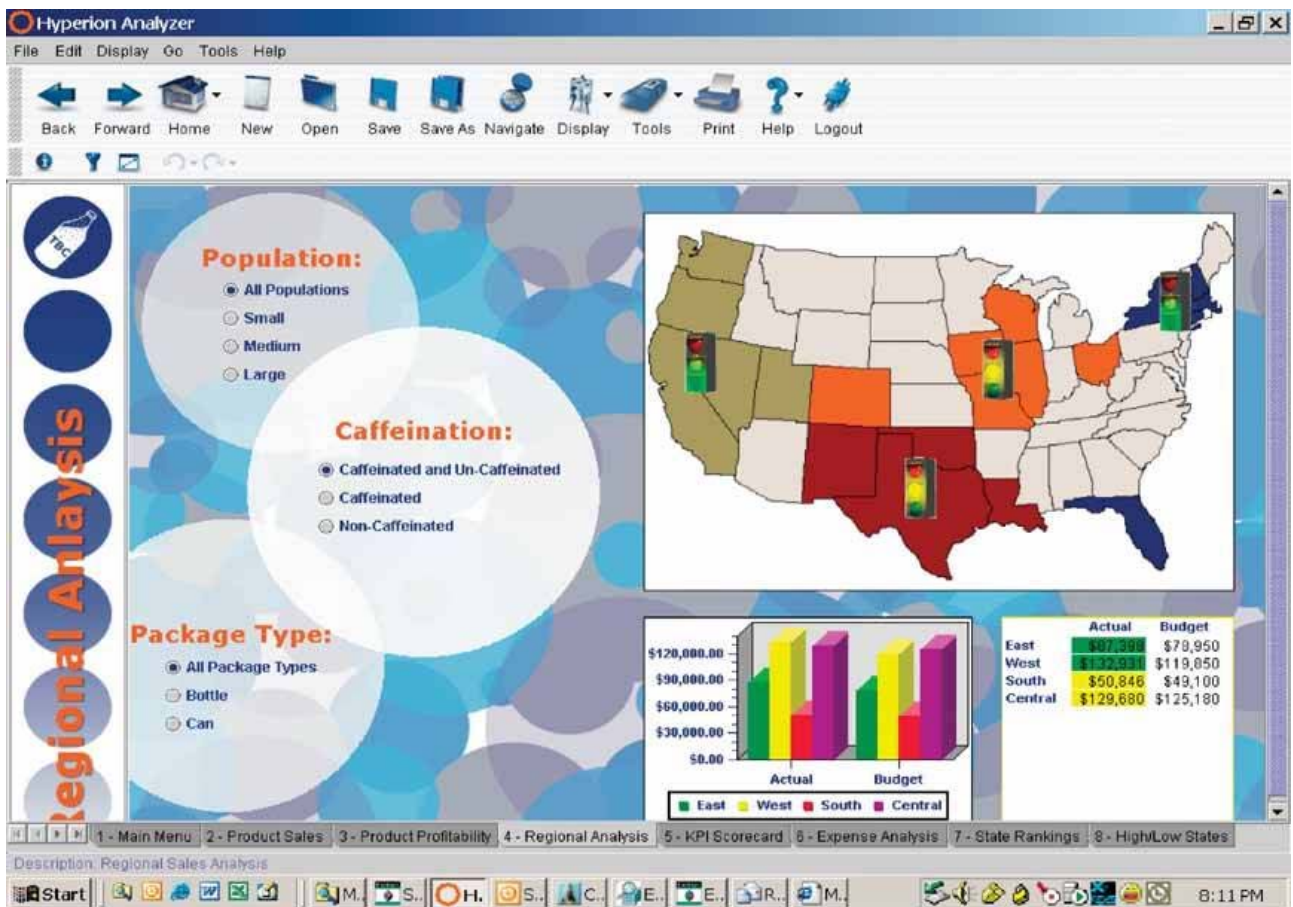 Hyperion Analyzer
File Edit Display Go Tools Help
Back Forward Home New Open Save Save As Navigate Display Tools Print Help Logout
TBC
Regional Anlaysis
Population:
All Populations
Small
Medium
Large
Caffeination:
Caffeinated and Un-Caffeinated
Caffeinated
Non-Caffeinated
Package Type:
All Package Types
Bottle
Can
$120,000.00
$90,000.00
$60,000.00
$30,000.00
$0.00
Actual Budget
East West South Central
Actual Budget
East $87,398 $78,950
West $132,931 $119,850
South $50,846 $49,100
Central $129,680 $125,180
1 - Main Menu 2 - Product Sales 3 - Product Profitability 4 - Regional Analysis 5 - KPI Scorecard 6 - Expense Analysis 7 - State Rankings 8 - High/Low States
Description: Regional Sales Analysis
Start M.. S.. H. S.. C.. E.. E.. R.. M. 8:11 PM